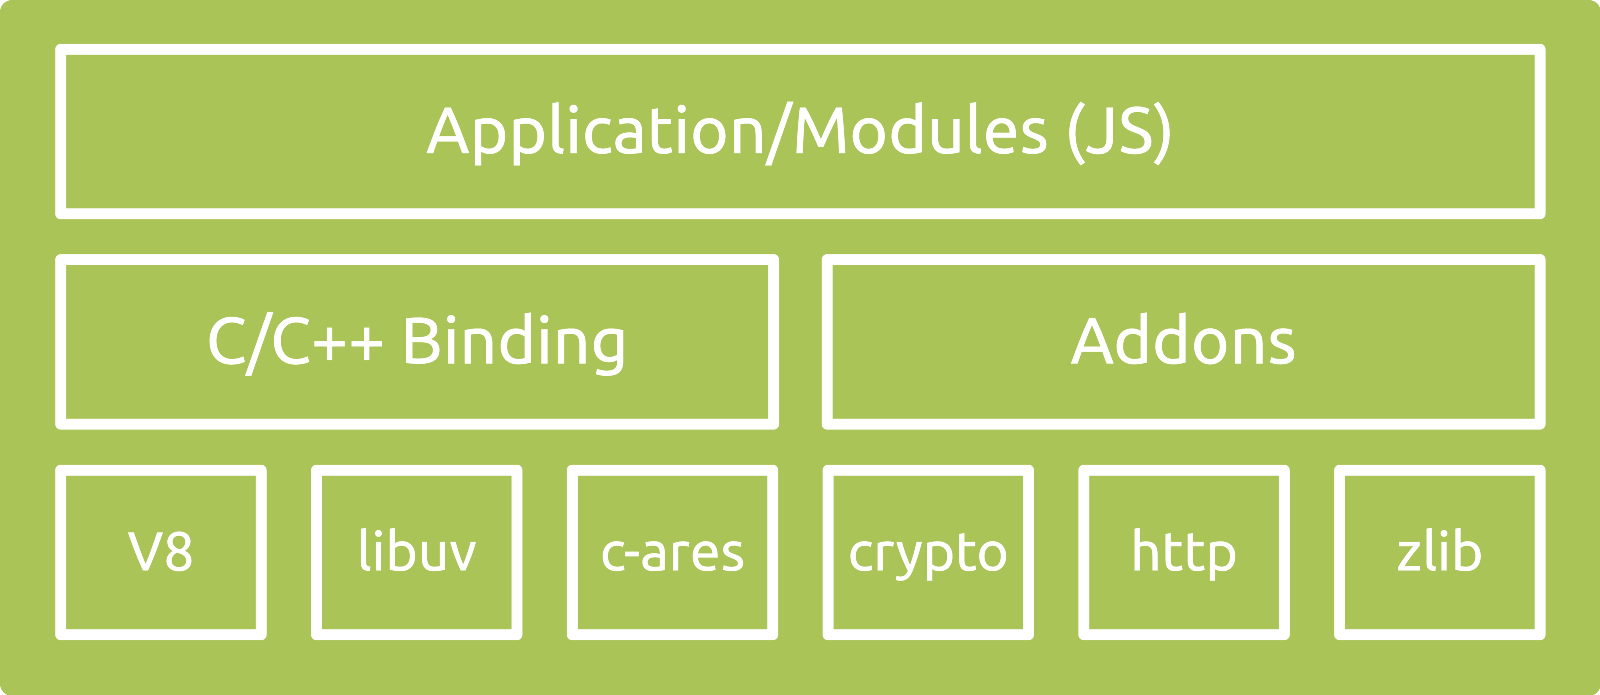 Application/Modules (JS)
C/C++ Binding
Addons
V8
libuv
c-ares
crypto
http
zlib